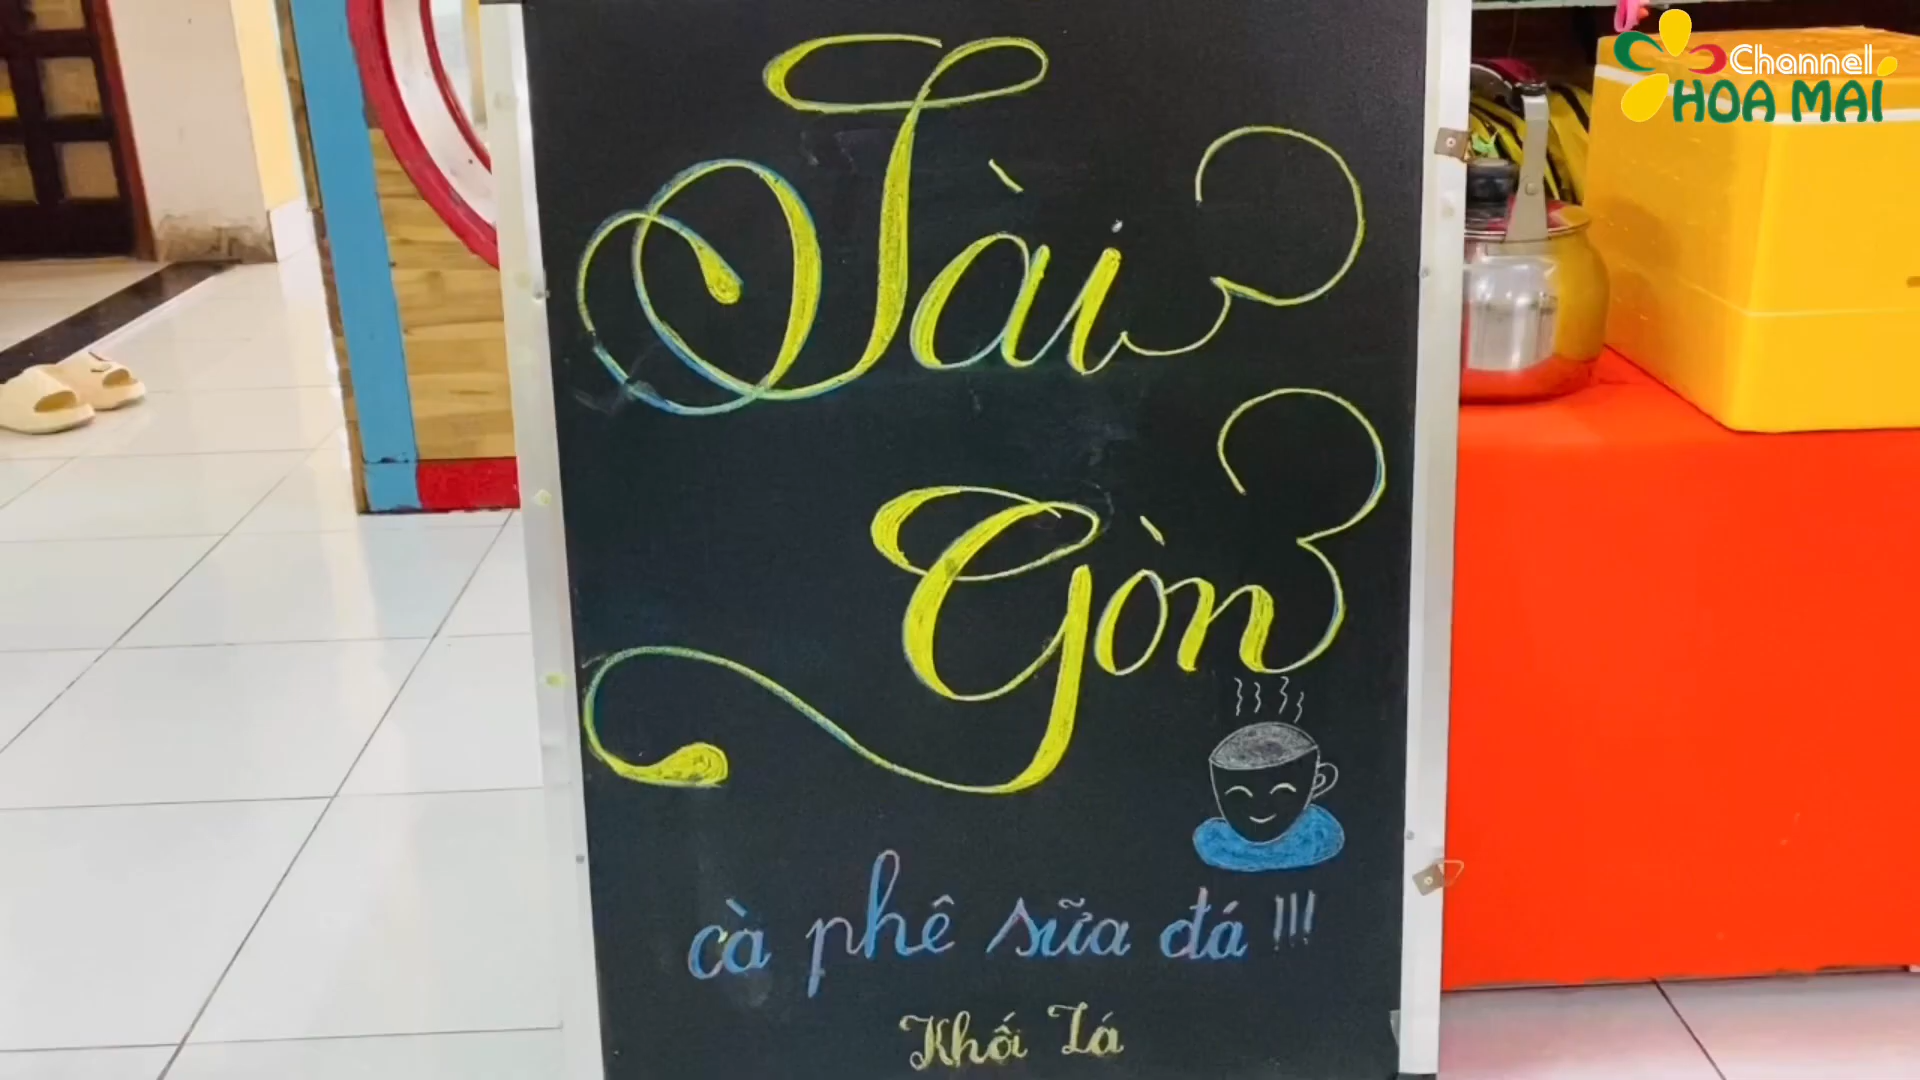 Channel
HOA MAI
Sài
Gòn
cà phê sữa đá !!!
Khối Lá